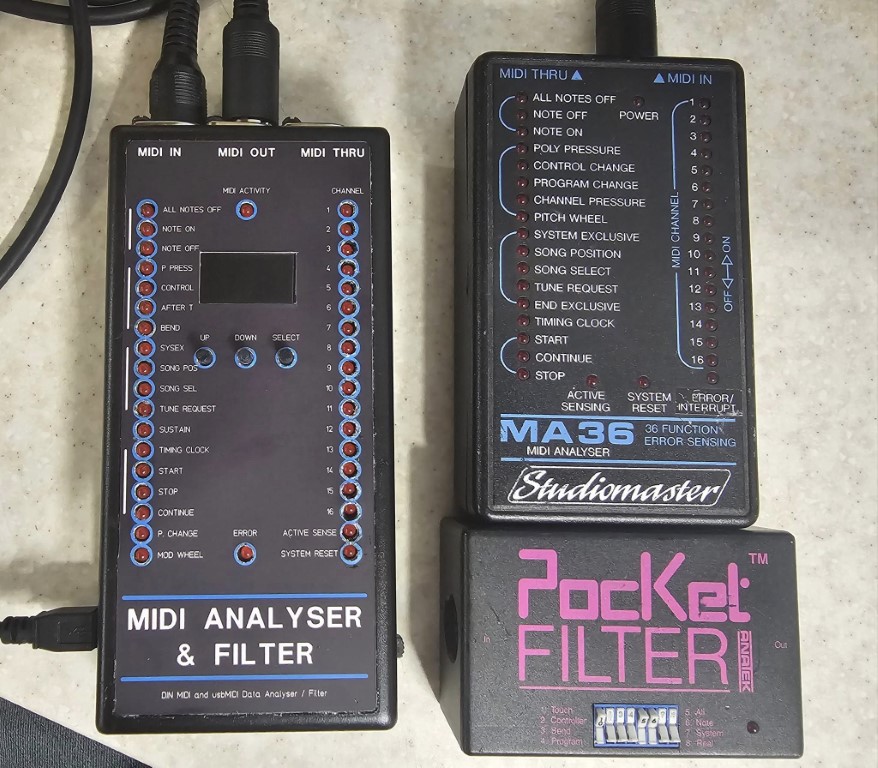 MIDI IN MIDI OUT MIDI THRU
MIDI ACTIVITY CHANNEL
ALL NOTES OFF 1
NOTE ON 2
NOTE OFF 3
P PRESS 4
CONTROL 5
AFTER T 6
BEND 7
UP DOWN SELECT
SYSEX 8
SONG POS 9
SONG SEL 10
TUNE REQUEST 11
SUSTAIN 12
TIMING CLOCK 13
START 14
STOP 15
CONTINUE 16
P. CHANGE ERROR ACTIVE SENSE
MOD WHEEL SYSTEM RESET
MIDI ANALYSER
& FILTER
DIN MIDI and usbMIDI Data Analyser / Filter
MIDI THRU MIDI IN
ALL NOTES OFF 1
NOTE OFF POWER 2
NOTE ON 3
POLY PRESSURE 4
CONTROL CHANGE 5
PROGRAM CHANGE 6
CHANNEL PRESSURE 7
PITCH WHEEL 8
SYSTEM EXCLUSIVE 9
SONG POSITION 10
SONG SELECT 11
TUNE REQUEST 12
END EXCLUSIVE 13
TIMING CLOCK 14
START 15
CONTINUE 16
STOP
MIDI CHANNEL
OFF ON
ACTIVE SENSING
SYSTEM RESET
ERROR/ INTERRUPT
MA36 36 FUNCTION
MIDI ANALYSER ERROR SENSING
Studiomaster
PocKet TM
FILTER
ANATEK
In Out
1. Touch 5. All
2. Controller 6. Note
3. Bend 7. System
4. Program 8. Real